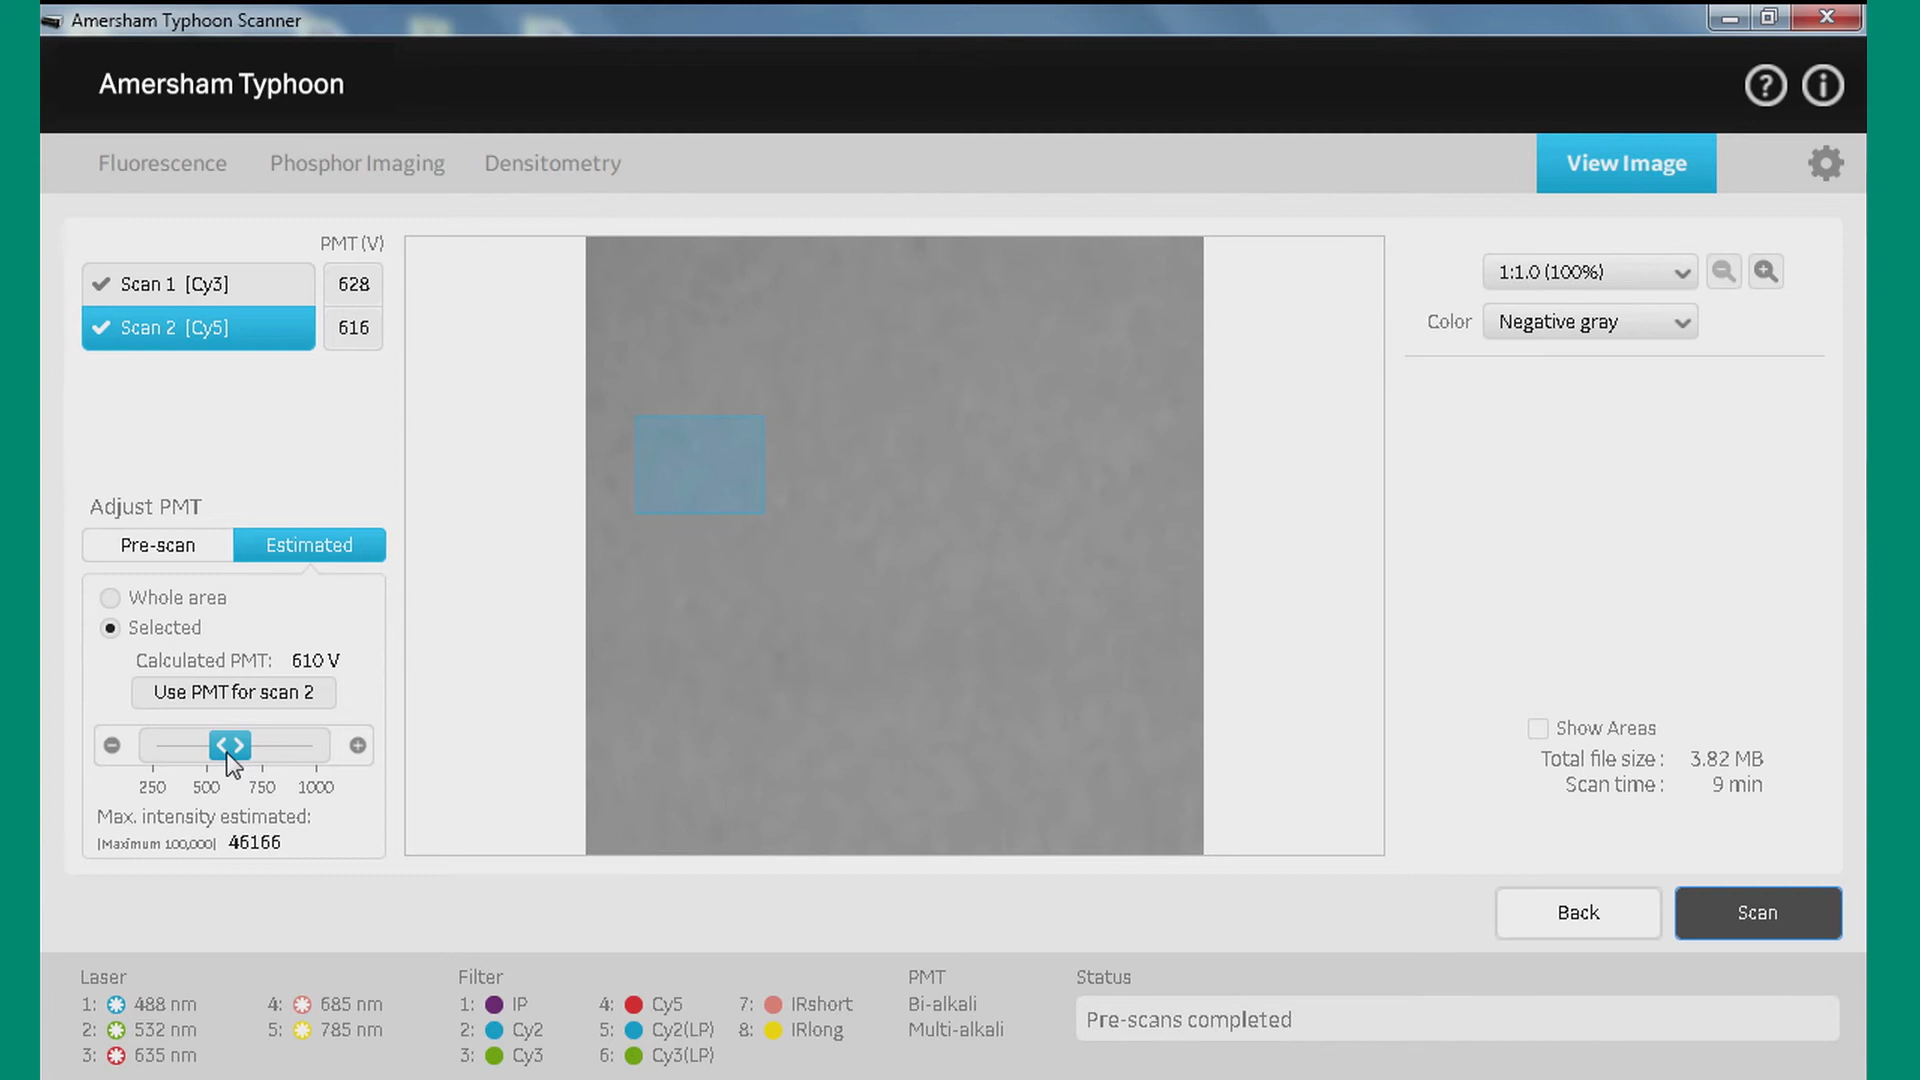 Amersham Typhoon Scanner
Amersham Typhoon
Fluorescence Phosphor Imaging Densitometry View Image
PMT (V)
Scan 1 [Cy3] 628
Scan 2 [Cy5] 616
Adjust PMT
Pre-scan Estimated
Whole area
Selected
Calculated PMT: 610 V
Use PMT for scan 2
250 500 750 1000
Max. intensity estimated:
[Maximum 100,000] 46166
1:1.0 (100%)
Color Negative gray
Show Areas
Total file size : 3.82 MB
Scan time : 9 min
Back Scan
Laser
1: 488 nm 4: 685 nm
2: 532 nm 5: 785 nm
3: 635 nm
Filter
1: IP 4: Cy5 7: IRshort
2: Cy2 5: Cy2(LP) 8: IRlong
3: Cy3 6: Cy3(LP)
PMT
Bi-alkali
Multi-alkali
Status
Pre-scans completed